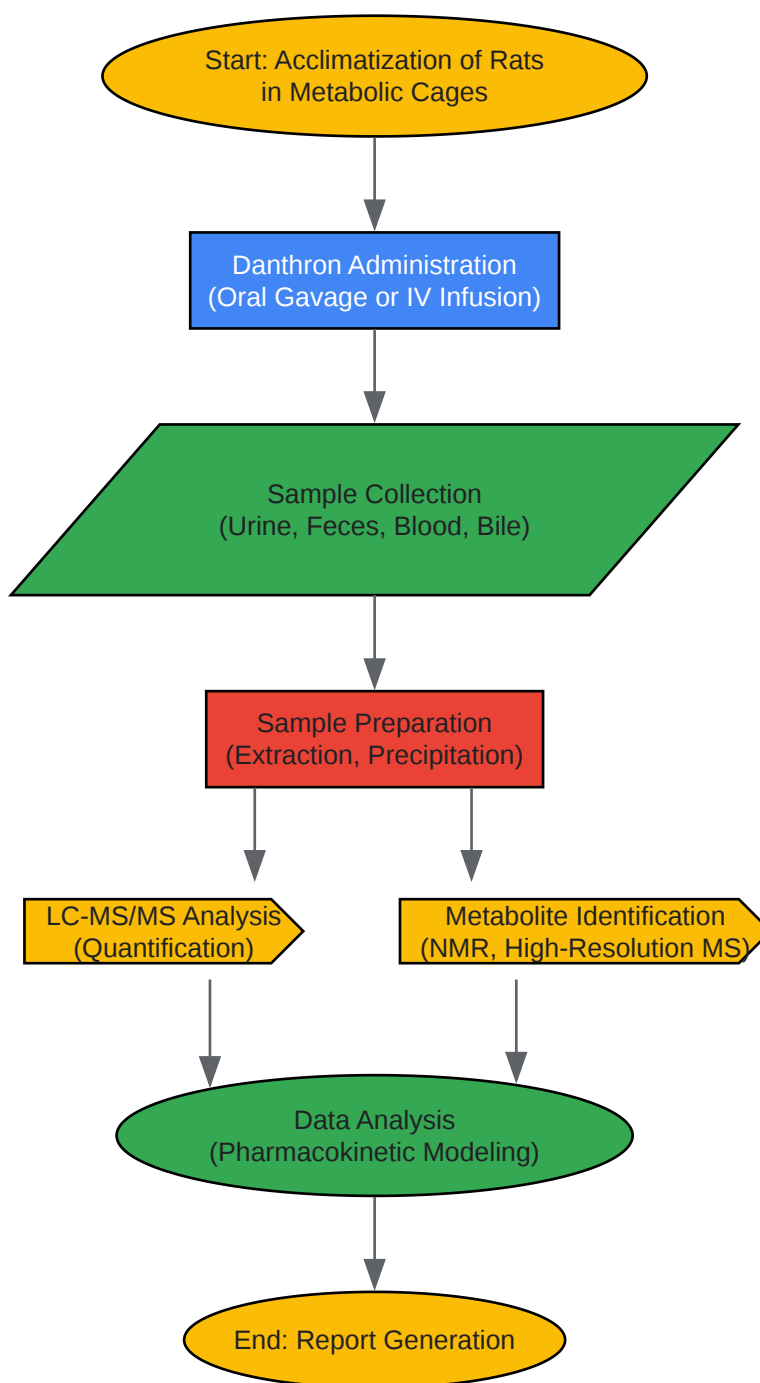 Start: Acclimatization of Rats
in Metabolic Cages
Danthron Administration
(Oral Gavage or IV Infusion)
Sample Collection
(Urine, Feces, Blood, Bile)
Sample Preparation
(Extraction, Precipitation)
LC-MS/MS Analysis
(Quantification)
Metabolite Identification
(NMR, High-Resolution MS)
Data Analysis
(Pharmacokinetic Modeling)
End: Report Generation